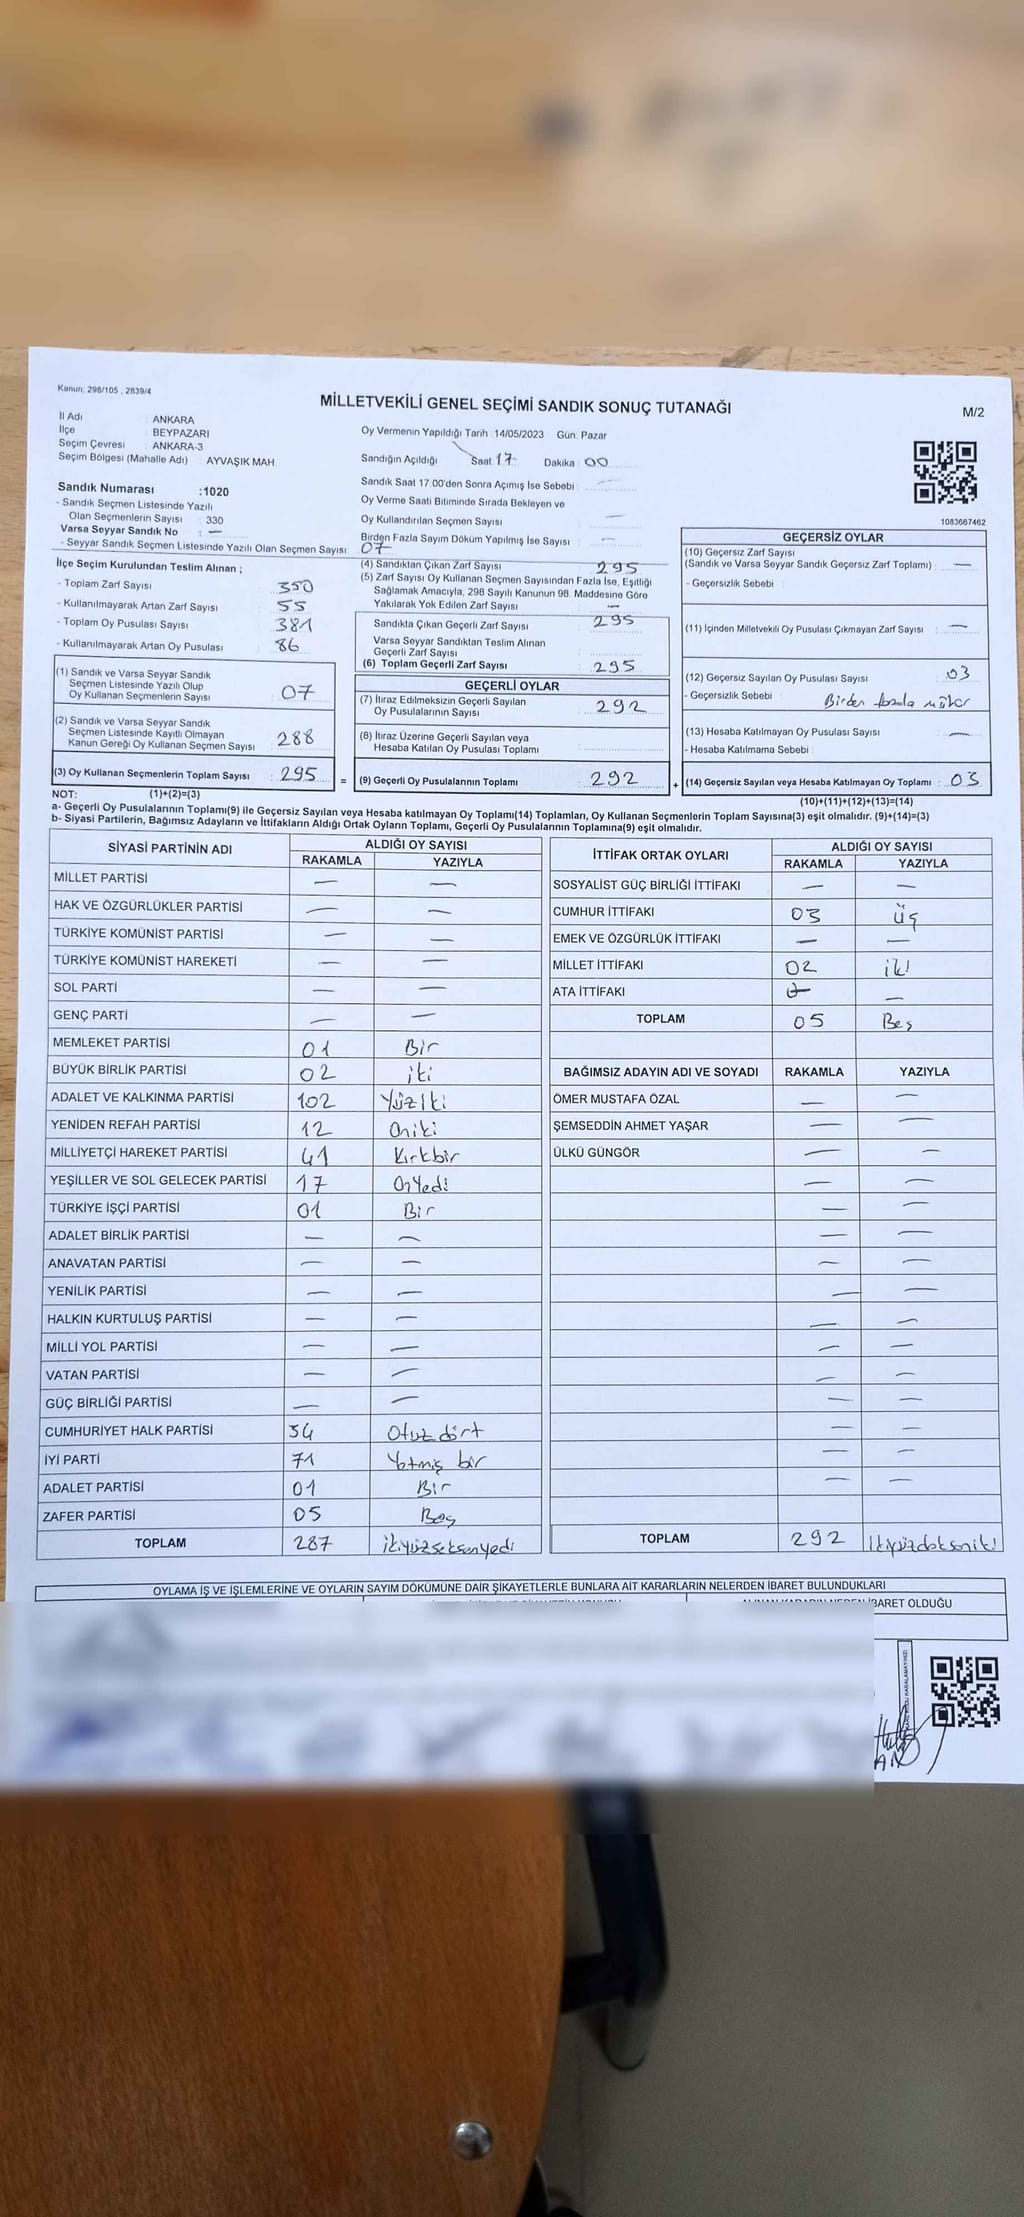 Kanun: 298/105 , 2839/4
MİLLETVEKİLİ GENEL SEÇİMİ SANDIK SONUÇ TUTANAĞI
M/2
İl Adı : ANKARA
İlçe : BEYPAZARI
Seçim Çevresi : ANKARA-3
Seçim Bölgesi (Mahalle Adı) : AYVAŞIK MAH
Sandık Numarası :1020
- Sandık Seçmen Listesinde Yazılı
Olan Seçmenlerin Sayısı : 330
Varsa Seyyar Sandık No : —
- Seyyar Sandık Seçmen Listesinde Yazılı Olan Seçmen Sayısı: 07
İlçe Seçim Kurulundan Teslim Alınan ;
- Toplam Zarf Sayısı : 350
- Kullanılmayarak Artan Zarf Sayısı : 55
- Toplam Oy Pusulası Sayısı : 381
- Kullanılmayarak Artan Oy Pusulası : 86
(1) Sandık ve Varsa Seyyar Sandık
Seçmen Listesinde Yazılı Olup
Oy Kullanan Seçmenlerin Sayısı : 07
(2) Sandık ve Varsa Seyyar Sandık
Seçmen Listesinde Kayıtlı Olmayan
Kanun Gereği Oy Kullanan Seçmen Sayısı : 288
(3) Oy Kullanan Seçmenlerin Toplam Sayısı : 295 =
Oy Vermenin Yapıldığı Tarih :14/05/2023 Gün: Pazar
Sandığın Açıldığı Saat 17 Dakika 00
Sandık Saat 17.00'den Sonra Açımış İse Sebebi : —
Oy Verme Saati Bitiminde Sırada Bekleyen ve
Oy Kullandırılan Seçmen Sayısı : —
Birden Fazla Sayım Döküm Yapılmış İse Sayısı : —
(4) Sandıktan Çıkan Zarf Sayısı : 295
(5) Zarf Sayısı Oy Kullanan Seçmen Sayısından Fazla İse, Eşitliği
Sağlamak Amacıyla, 298 Sayılı Kanunun 98. Maddesine Göre
Yakılarak Yok Edilen Zarf Sayısı : —
Sandıkta Çıkan Geçerli Zarf Sayısı : 295
Varsa Seyyar Sandıktan Teslim Alınan
Geçerli Zarf Sayısı :
(6) Toplam Geçerli Zarf Sayısı : 295
GEÇERLİ OYLAR
(7) İtiraz Edilmeksizin Geçerli Sayılan
Oy Pusulalarının Sayısı : 292
(8) İtiraz Üzerine Geçerli Sayılan veya
Hesaba Katılan Oy Pusulası Toplamı :
(9) Geçerli Oy Pusulalarının Toplamı : 292 +
1083667462
GEÇERSİZ OYLAR
(10) Geçersiz Zarf Sayısı
(Sandık ve Varsa Seyyar Sandık Geçersiz Zarf Toplamı) : —
- Geçersizlik Sebebi :
(11) İçinden Milletvekili Oy Pusulası Çıkmayan Zarf Sayısı : —
(12) Geçersiz Sayılan Oy Pusulası Sayısı : 03
- Geçersizlik Sebebi : Birden fazla mühür
(13) Hesaba Katılmayan Oy Pusulası Sayısı : —
- Hesaba Katılmama Sebebi :
(14) Geçersiz Sayılan veya Hesaba Katılmayan Oy Toplamı : 03
NOT: (1)+(2)=(3)
(10)+(11)+(12)+(13)=(14)
a- Geçerli Oy Pusulalarının Toplamı(9) ile Geçersiz Sayılan veya Hesaba katılmayan Oy Toplamı(14) Toplamları, Oy Kullanan Seçmenlerin Toplam Sayısına(3) eşit olmalıdır. (9)+(14)=(3)
b- Siyasi Partilerin, Bağımsız Adayların ve İttifakların Aldığı Ortak Oyların Toplamı, Geçerli Oy Pusulalarının Toplamına(9) eşit olmalıdır.
SİYASİ PARTİNİN ADI ALDIĞI OY SAYISI
RAKAMLA YAZIYLA
MİLLET PARTİSİ — —
HAK VE ÖZGÜRLÜKLER PARTİSİ — —
TÜRKİYE KOMÜNİST PARTİSİ — —
TÜRKİYE KOMÜNİST HAREKETİ — —
SOL PARTİ — —
GENÇ PARTİ — —
MEMLEKET PARTİSİ 01 Bir
BÜYÜK BİRLİK PARTİSİ 02 iki
ADALET VE KALKINMA PARTİSİ 102 Yüziki
YENİDEN REFAH PARTİSİ 12 Oniki
MİLLİYETÇİ HAREKET PARTİSİ 41 Kırkbir
YEŞİLLER VE SOL GELECEK PARTİSİ 17 Onyedi
TÜRKİYE İŞÇİ PARTİSİ 01 Bir
ADALET BİRLİK PARTİSİ — —
ANAVATAN PARTİSİ — —
YENİLİK PARTİSİ — —
HALKIN KURTULUŞ PARTİSİ — —
MİLLİ YOL PARTİSİ — —
VATAN PARTİSİ — —
GÜÇ BİRLİĞİ PARTİSİ — —
CUMHURİYET HALK PARTİSİ 34 Otuz dört
İYİ PARTİ 71 Yetmiş bir
ADALET PARTİSİ 01 Bir
ZAFER PARTİSİ 05 Beş
TOPLAM 287 ikiyüzseksenyedi
İTTİFAK ORTAK OYLARI ALDIĞI OY SAYISI
RAKAMLA YAZIYLA
SOSYALİST GÜÇ BİRLİĞİ İTTİFAKI — —
CUMHUR İTTİFAKI 03 üç
EMEK VE ÖZGÜRLÜK İTTİFAKI — —
MİLLET İTTİFAKI 02 iki
ATA İTTİFAKI — —
TOPLAM 05 Beş
BAĞIMSIZ ADAYIN ADI VE SOYADI RAKAMLA YAZIYLA
ÖMER MUSTAFA ÖZAL — —
ŞEMSEDDİN AHMET YAŞAR — —
ÜLKÜ GÜNGÖR — —
TOPLAM 292 ikiyüzdoksaniki
OYLAMA İŞ VE İŞLEMLERİNE VE OYLARIN SAYIM DÖKÜMÜNE DAİR ŞİKAYETLERLE BUNLARA AİT KARARLARIN NELERDEN İBARET BULUNDUKLARI
İBARET OLDUĞU